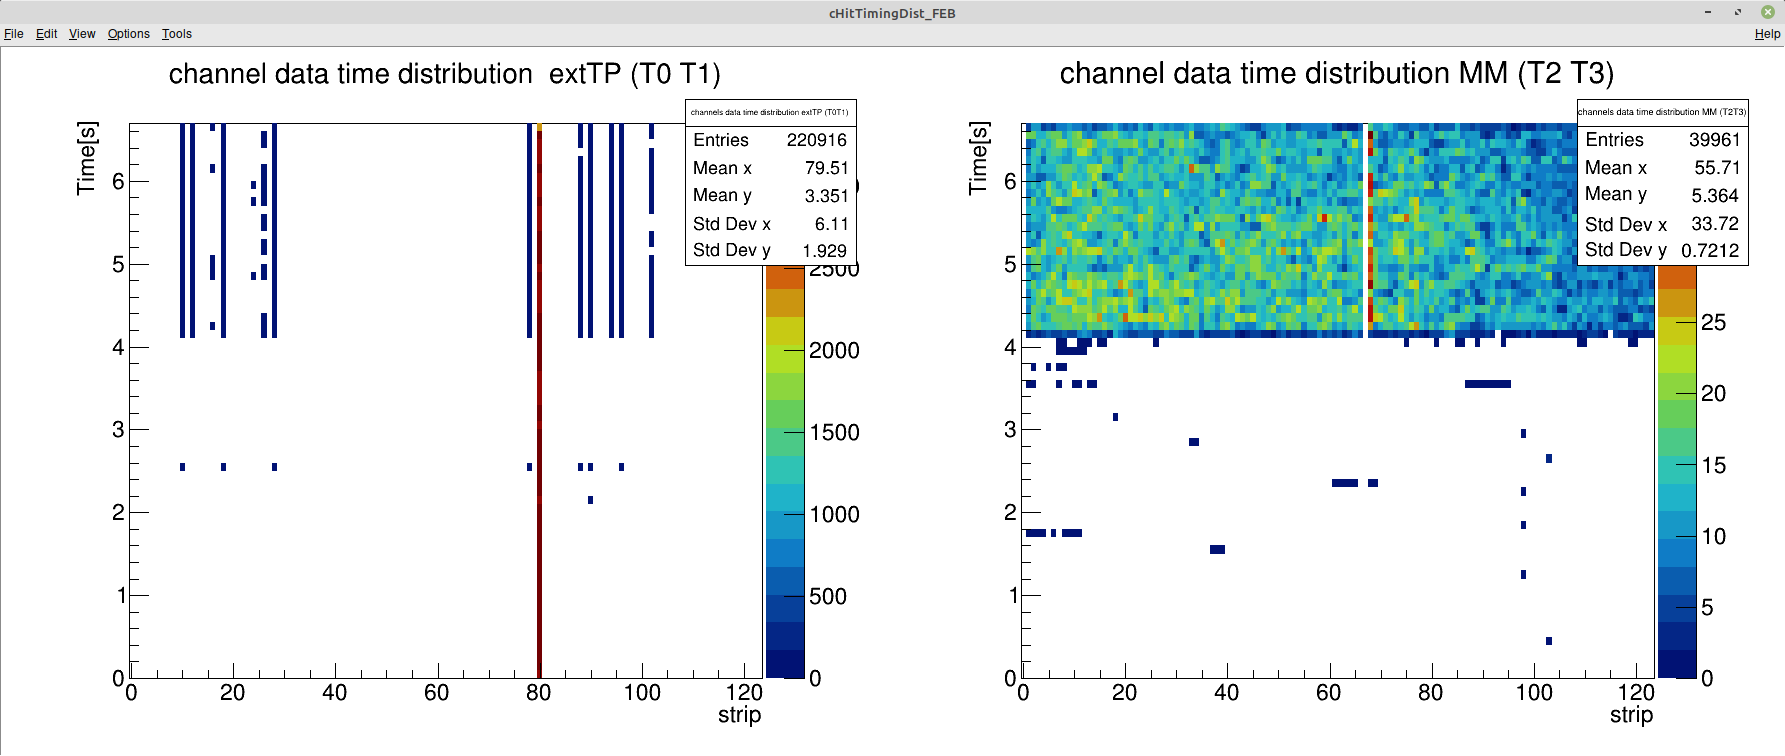 cHitTimingDist_FEB
File Edit View Options Tools Help
channel data time distribution extTP (T0 T1)
channels data time distribution extTP (T0T1)
Entries 220916
Mean x 79.51
Mean y 3.351
Std Dev x 6.11
Std Dev y 1.929
Time[s]
6
5
4
3
2
1
0
0 20 40 60 80 100 120
strip
2500
2000
1500
1000
500
0
channel data time distribution MM (T2 T3)
channels data time distribution MM (T2T3)
Entries 39961
Mean x 55.71
Mean y 5.364
Std Dev x 33.72
Std Dev y 0.7212
Time[s]
6
5
4
3
2
1
0
0 20 40 60 80 100 120
strip
25
20
15
10
5
0